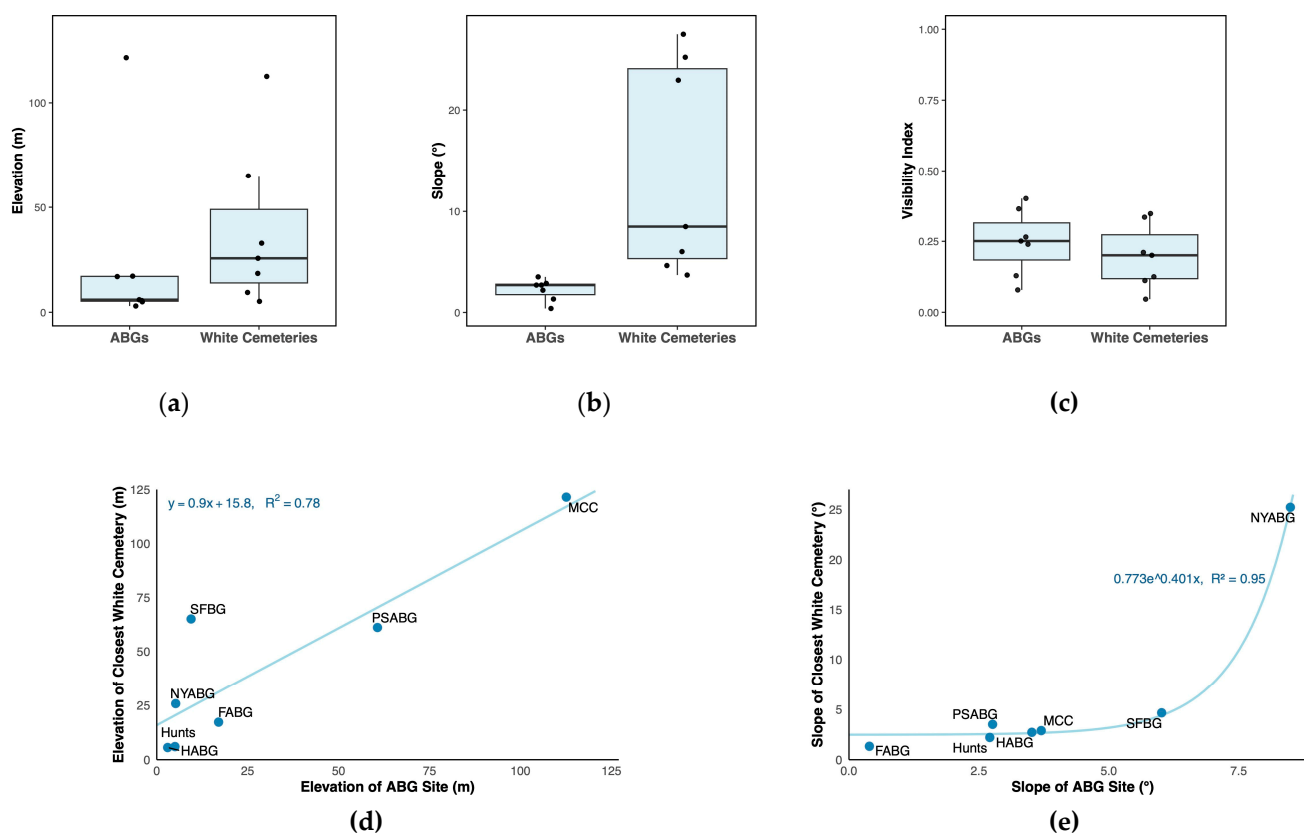 Elevation (m)
100
50
0
ABGs
White Cemeteries
(a)
Slope (°)
20
10
0
ABGs
White Cemeteries
(b)
Visibility Index
1.00
0.75
0.50
0.25
0.00
ABGs
White Cemeteries
(c)
Elevation of Closest White Cemetery (m)
125
100
75
50
25
0
y = 0.9x + 15.8, R² = 0.78
MCC
SFBG
PSABG
NYABG
FABG
Hunts
HABG
0
25
50
75
100
125
Elevation of ABG Site (m)
(d)
Slope of Closest White Cemetery (°)
25
20
15
10
5
0
NYABG
0.773e^0.401x, R² = 0.95
PSABG
MCC
SFBG
FABG
Hunts
HABG
0.0
2.5
5.0
7.5
Slope of ABG Site (°)
(e)